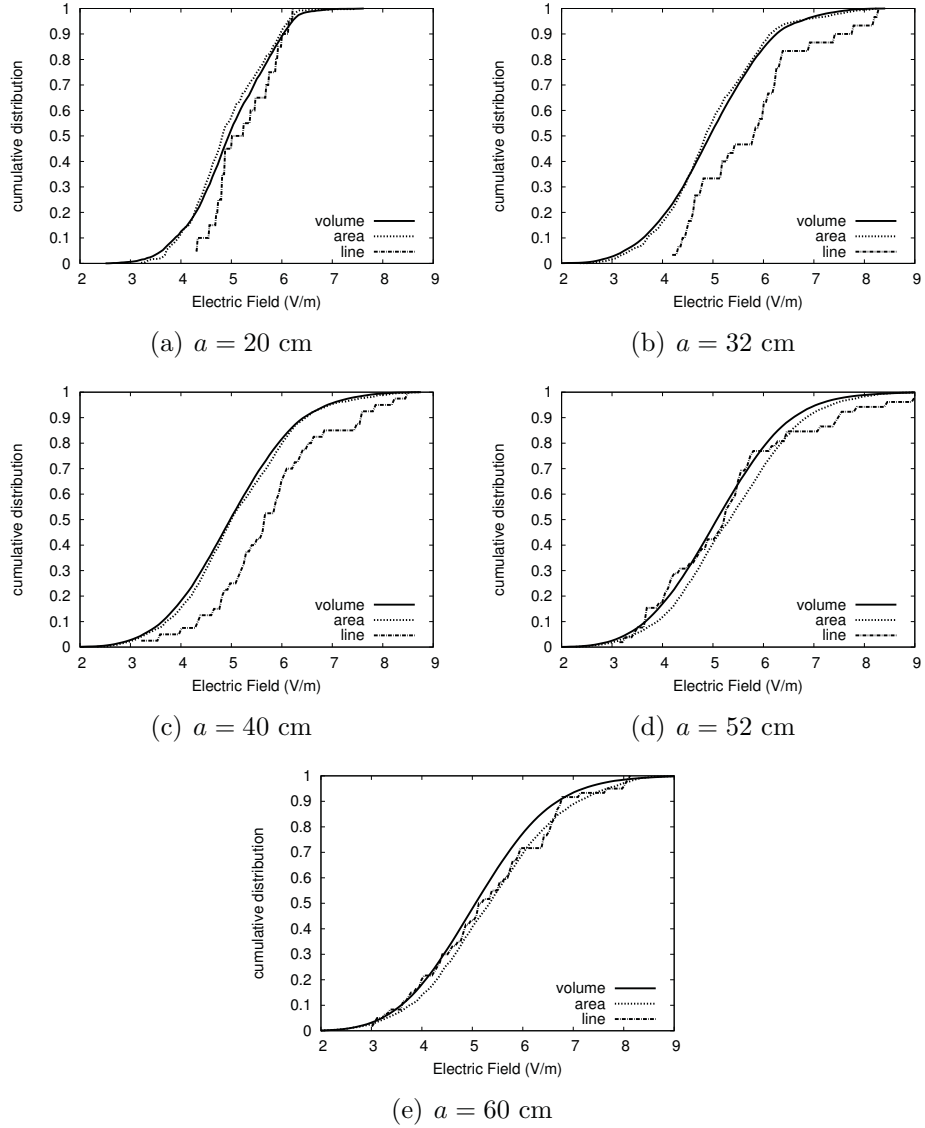 1
0.9
0.8
0.7
0.6
0.5
0.4
0.3
0.2
0.1
0
cumulative distribution
2 3 4 5 6 7 8 9
Electric Field (V/m)
volume
area
line
(a) a = 20 cm
1
0.9
0.8
0.7
0.6
0.5
0.4
0.3
0.2
0.1
0
cumulative distribution
2 3 4 5 6 7 8 9
Electric Field (V/m)
volume
area
line
(b) a = 32 cm
1
0.9
0.8
0.7
0.6
0.5
0.4
0.3
0.2
0.1
0
cumulative distribution
2 3 4 5 6 7 8 9
Electric Field (V/m)
volume
area
line
(c) a = 40 cm
1
0.9
0.8
0.7
0.6
0.5
0.4
0.3
0.2
0.1
0
cumulative distribution
2 3 4 5 6 7 8 9
Electric Field (V/m)
volume
area
line
(d) a = 52 cm
1
0.9
0.8
0.7
0.6
0.5
0.4
0.3
0.2
0.1
0
cumulative distribution
2 3 4 5 6 7 8 9
Electric Field (V/m)
volume
area
line
(e) a = 60 cm